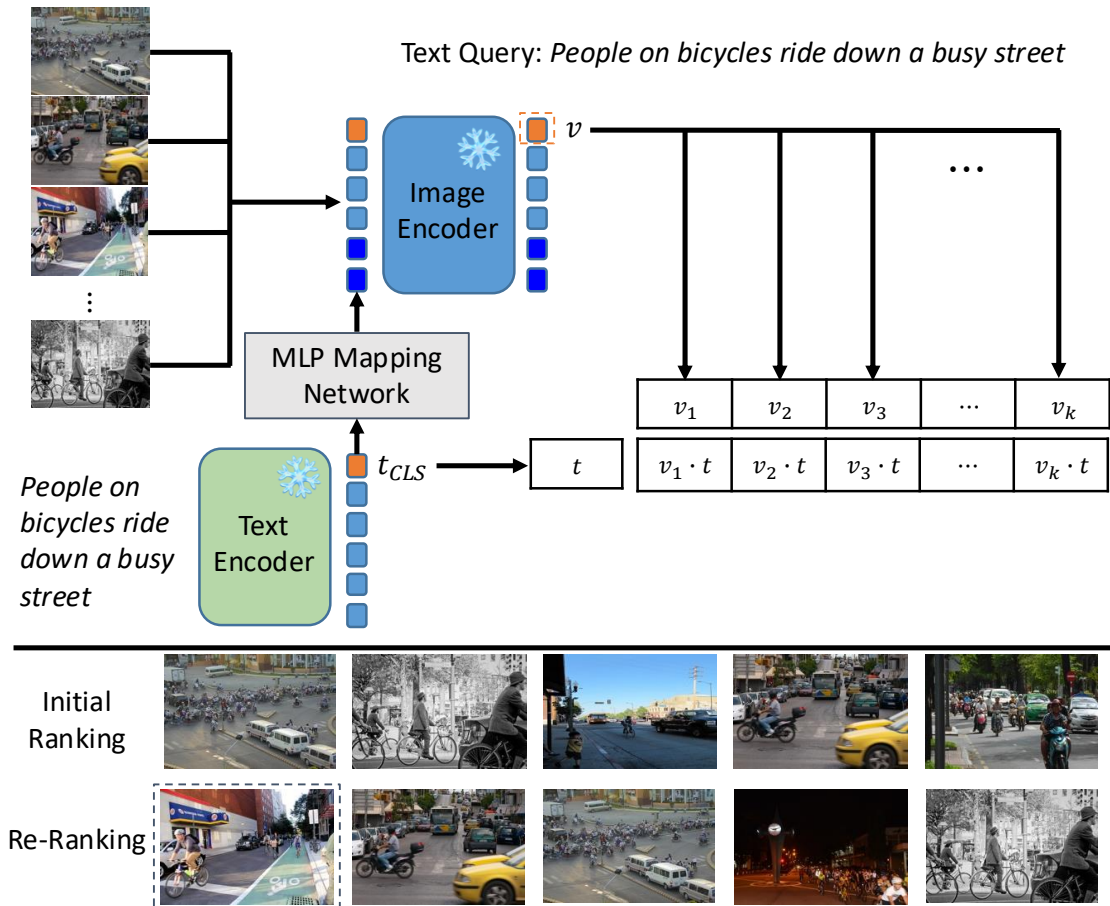 Text Query: People on bicycles ride down a busy street
v
Image
Encoder
...
⋮
MLP Mapping
Network
v₁ v₂ v₃ ... vₖ
t_CLS
t
v₁ · t v₂ · t v₃ · t ... vₖ · t
People on
bicycles ride
down a busy
street
Text
Encoder
Initial
Ranking
Re-Ranking